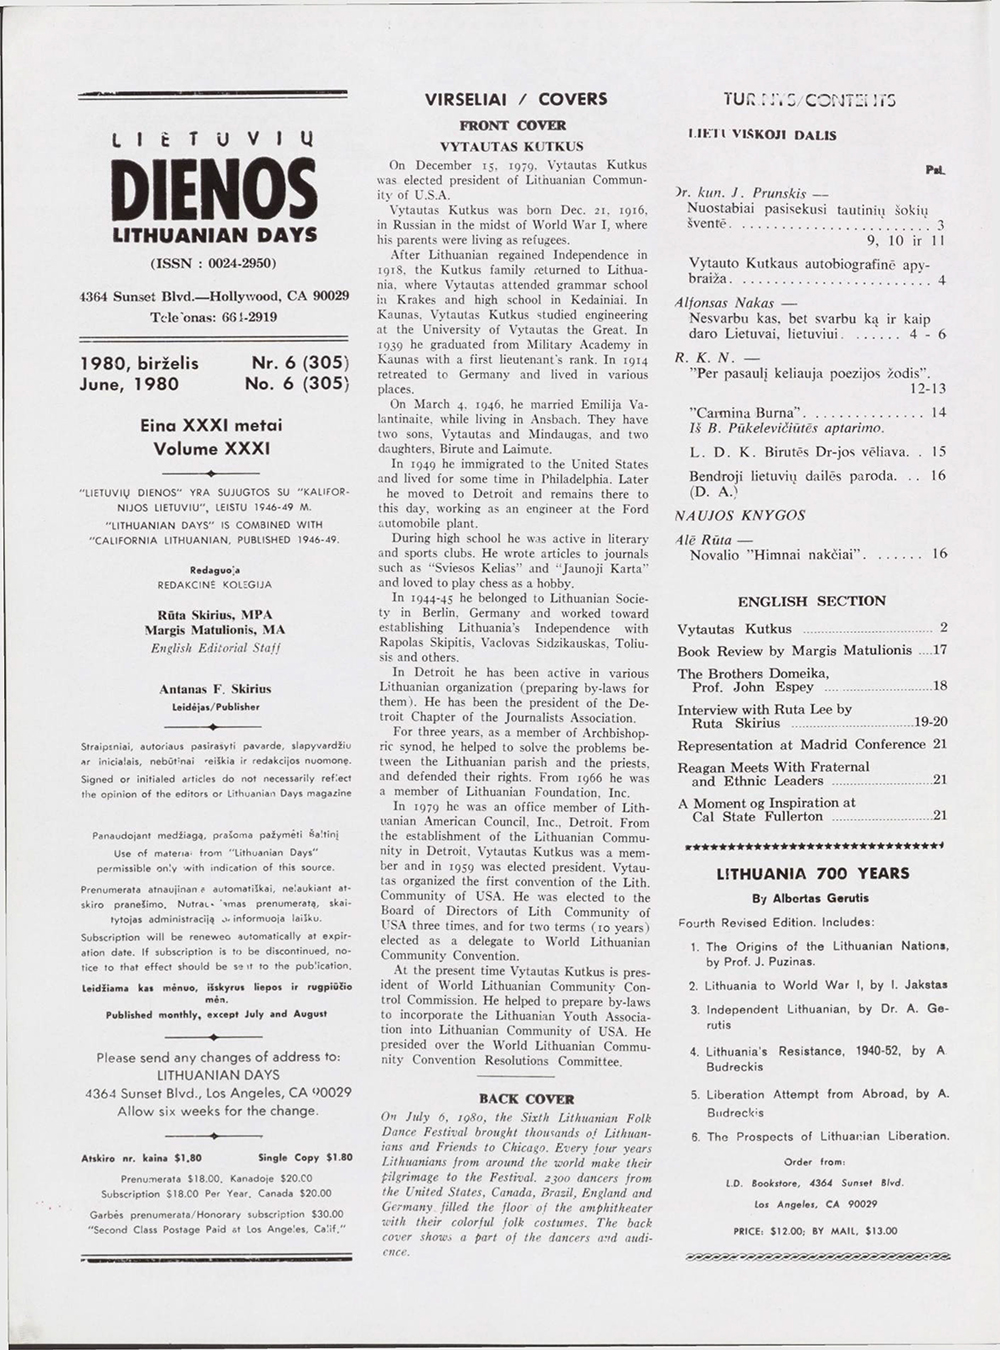 LIETUVIŲ
DIENOS
LITHUANIAN DAYS
(ISSN : 0024-2950)
4364 Sunset Blvd.—Hollywood, CA 90029
661-2919
1980, birželis Nr. 6 (305)
June, 1980 No. 6 (305)
Eina XXXI metai
Volume XXXI
"LIETUVIŲ DIENOS" YRA SUJUGTOS SU "KALIFOR-
NIJOS LIETUVIU", LEISTU 1946-49 M.
"LITHUANIAN DAYS" IS COMBINED WITH
"CALIFORNIA LITHUANIAN, PUBLISHED 1946-49.
Redaguoja
REDAKCINĖ KOLEGIJA
Rūta Skirius, MPA
Margis Matulionis, MA
English Editorial Staff
Antanas F. Skirius
Leidėjas/Publisher
Straipsniai, autoriaus pasirašyti pavarde, slapyvardžiu
ar inicialais, nebūtinai reiškia ir redakcijos nuomonę.
Signed or initialed articles do not necessarily reflect
the opinion of the editors or Lithuanian Days magazine
Panaudojant medžiagą, prašoma pažymėti šaltinį
Use of material from "Lithuanian Days"
permissible only with indication of this source.
Prenumerata atnaujinama automatiškai, nelaukiant at-
skiro pranešimo. prenumeratą, skai-
tytojas administraciją informuoja laišku.
Subscription will be renewed automatically at expir-
ation date. If subscription is to be discontinued, no-
tice to that effect should be sent to the publication.
Leidžiama kas mėnuo, išskyrus liepos ir rugpiūčio
mėn.
Published monthly, except July and August
Please send any changes of address to:
LITHUANIAN DAYS
4364 Sunset Blvd., Los Angeles, CA 90029
Allow six weeks for the change.
Atskiro nr. kaina $1,80 Single Copy $1.80
Prenumerata $18.00, Kanadoje $20.00
Subscription $18.00 Per Year, Canada $20.00
Garbės prenumerata/Honorary subscription $30.00
"Second Class Postage Paid at Los Angeles, Calif."
VIRSELIAI / COVERS
FRONT COVER
VYTAUTAS KUTKUS
On December 15, 1979, Vytautas Kutkus
was elected president of Lithuanian Commun-
ity of U.S.A.
Vytautas Kutkus was born Dec. 21, 1916,
in Russian in the midst of World War I, where
his parents were living as refugees.
After Lithuanian regained Independence in
1918, the Kutkus family returned to Lithua-
nia, where Vytautas attended grammar school
in Krakes and high school in Kedainiai. In
Kaunas, Vytautas Kutkus studied engineering
at the University of Vytautas the Great. In
1939 he graduated from Military Academy in
Kaunas with a first lieutenant's rank. In 1914
retreated to Germany and lived in various
places.
On March 4, 1946, he married Emilija Va-
lantinaite, while living in Ansbach. They have
two sons, Vytautas and Mindaugas, and two
daughters, Birute and Laimute.
In 1949 he immigrated to the United States
and lived for some time in Philadelphia. Later
he moved to Detroit and remains there to
this day, working as an engineer at the Ford
automobile plant.
During high school he was active in literary
and sports clubs. He wrote articles to journals
such as "Sviesos Kelias" and "Jaunoji Karta"
and loved to play chess as a hobby.
In 1944-45 he belonged to Lithuanian Socie-
ty in Berlin, Germany and worked toward
establishing Lithuania's Independence with
Rapolas Skipitis, Vaclovas Sidzikauskas, Toliu-
sis and others.
In Detroit he has been active in various
Lithuanian organization (preparing by-laws for
them). He has been the president of the De-
troit Chapter of the Journalists Association.
For three years, as a member of Archbishop-
ric synod, he helped to solve the problems be-
tween the Lithuanian parish and the priests,
and defended their rights. From 1966 he was
a member of Lithuanian Foundation, Inc.
In 1979 he was an office member of Lith-
uanian American Council, Inc., Detroit. From
the establishment of the Lithuanian Commu-
nity in Detroit, Vytautas Kutkus was a mem-
ber and in 1959 was elected president. Vytau-
tas organized the first convention of the Lith.
Community of USA. He was elected to the
Board of Directors of Lith Community of
USA three times, and for two terms (10 years)
elected as a delegate to World Lithuanian
Community Convention.
At the present time Vytautas Kutkus is pres-
ident of World Lithuanian Community Con-
trol Commission. He helped to prepare by-laws
to incorporate the Lithuanian Youth Associa-
tion into Lithuanian Community of USA. He
presided over the World Lithuanian Commu-
nity Convention Resolutions Committee.
BACK COVER
On July 6, 1980, the Sixth Lithuanian Folk
Dance Festival brought thousands of Lithuan-
ians and Friends to Chicago. Every four years
Lithuanians from around the world make their
pilgrimage to the Festival. 2300 dancers from
the United States, Canada, Brazil, England and
Germany filled the floor of the amphitheater
with their colorful folk costumes. The back
cover shows a part of the dancers and audi-
ence.
TURINYS/CONTENTS
LIETUVIŠKOJI DALIS
Psl.
Dr. kun. J. Prunskis —
Nuostabiai pasisekusi tautinių šokių
šventė. . . . . . . . . . . . . . . . . . . . . . . . 3
9, 10 ir 11
Vytauto Kutkaus autobiografinė apy-
braiža. . . . . . . . . . . . . . . . . . . . . . . . 4
Alfonsas Nakas —
Nesvarbu kas, bet svarbu ką ir kaip
daro Lietuvai, lietuviui. . . . . . . 4 - 6
R. K. N. —
"Per pasaulį keliauja poezijos žodis".
12-13
"Carmina Burna". . . . . . . . . . . . . . . 14
Iš B. Pūkelevičiūtės aptarimo.
L. D. K. Birutės Dr-jos vėliava. . 15
Bendroji lietuvių dailės paroda. . . 16
(D. A.)
NAUJOS KNYGOS
Alė Rūta —
Novalio "Himnai nakčiai". . . . . . . 16
ENGLISH SECTION
Vytautas Kutkus ................................ 2
Book Review by Margis Matulionis ....17
The Brothers Domeika,
Prof. John Espey ...........................18
Interview with Ruta Lee by
Ruta Skirius ..............................19-20
Representation at Madrid Conference 21
Reagan Meets With Fraternal
and Ethnic Leaders ..........................21
A Moment og Inspiration at
Cal State Fullerton .........................21
LITHUANIA 700 YEARS
By Albertas Gerutis
Fourth Revised Edition. Includes:
1. The Origins of the Lithuanian Nations,
by Prof. J. Puzinas.
2. Lithuania to World War I, by I. Jakstas
3. Independent Lithuanian, by Dr. A. Ge-
rutis
4. Lithuania's Resistance, 1940-52, by A
Budreckis
5. Liberation Attempt from Abroad, by A.
Budreckis
6. The Prospects of Lithuanian Liberation.
Order from:
L.D. Bookstore, 4364 Sunset Blvd.
Los Angeles, CA 90029
PRICE: $12.00; BY MAIL, $13.00